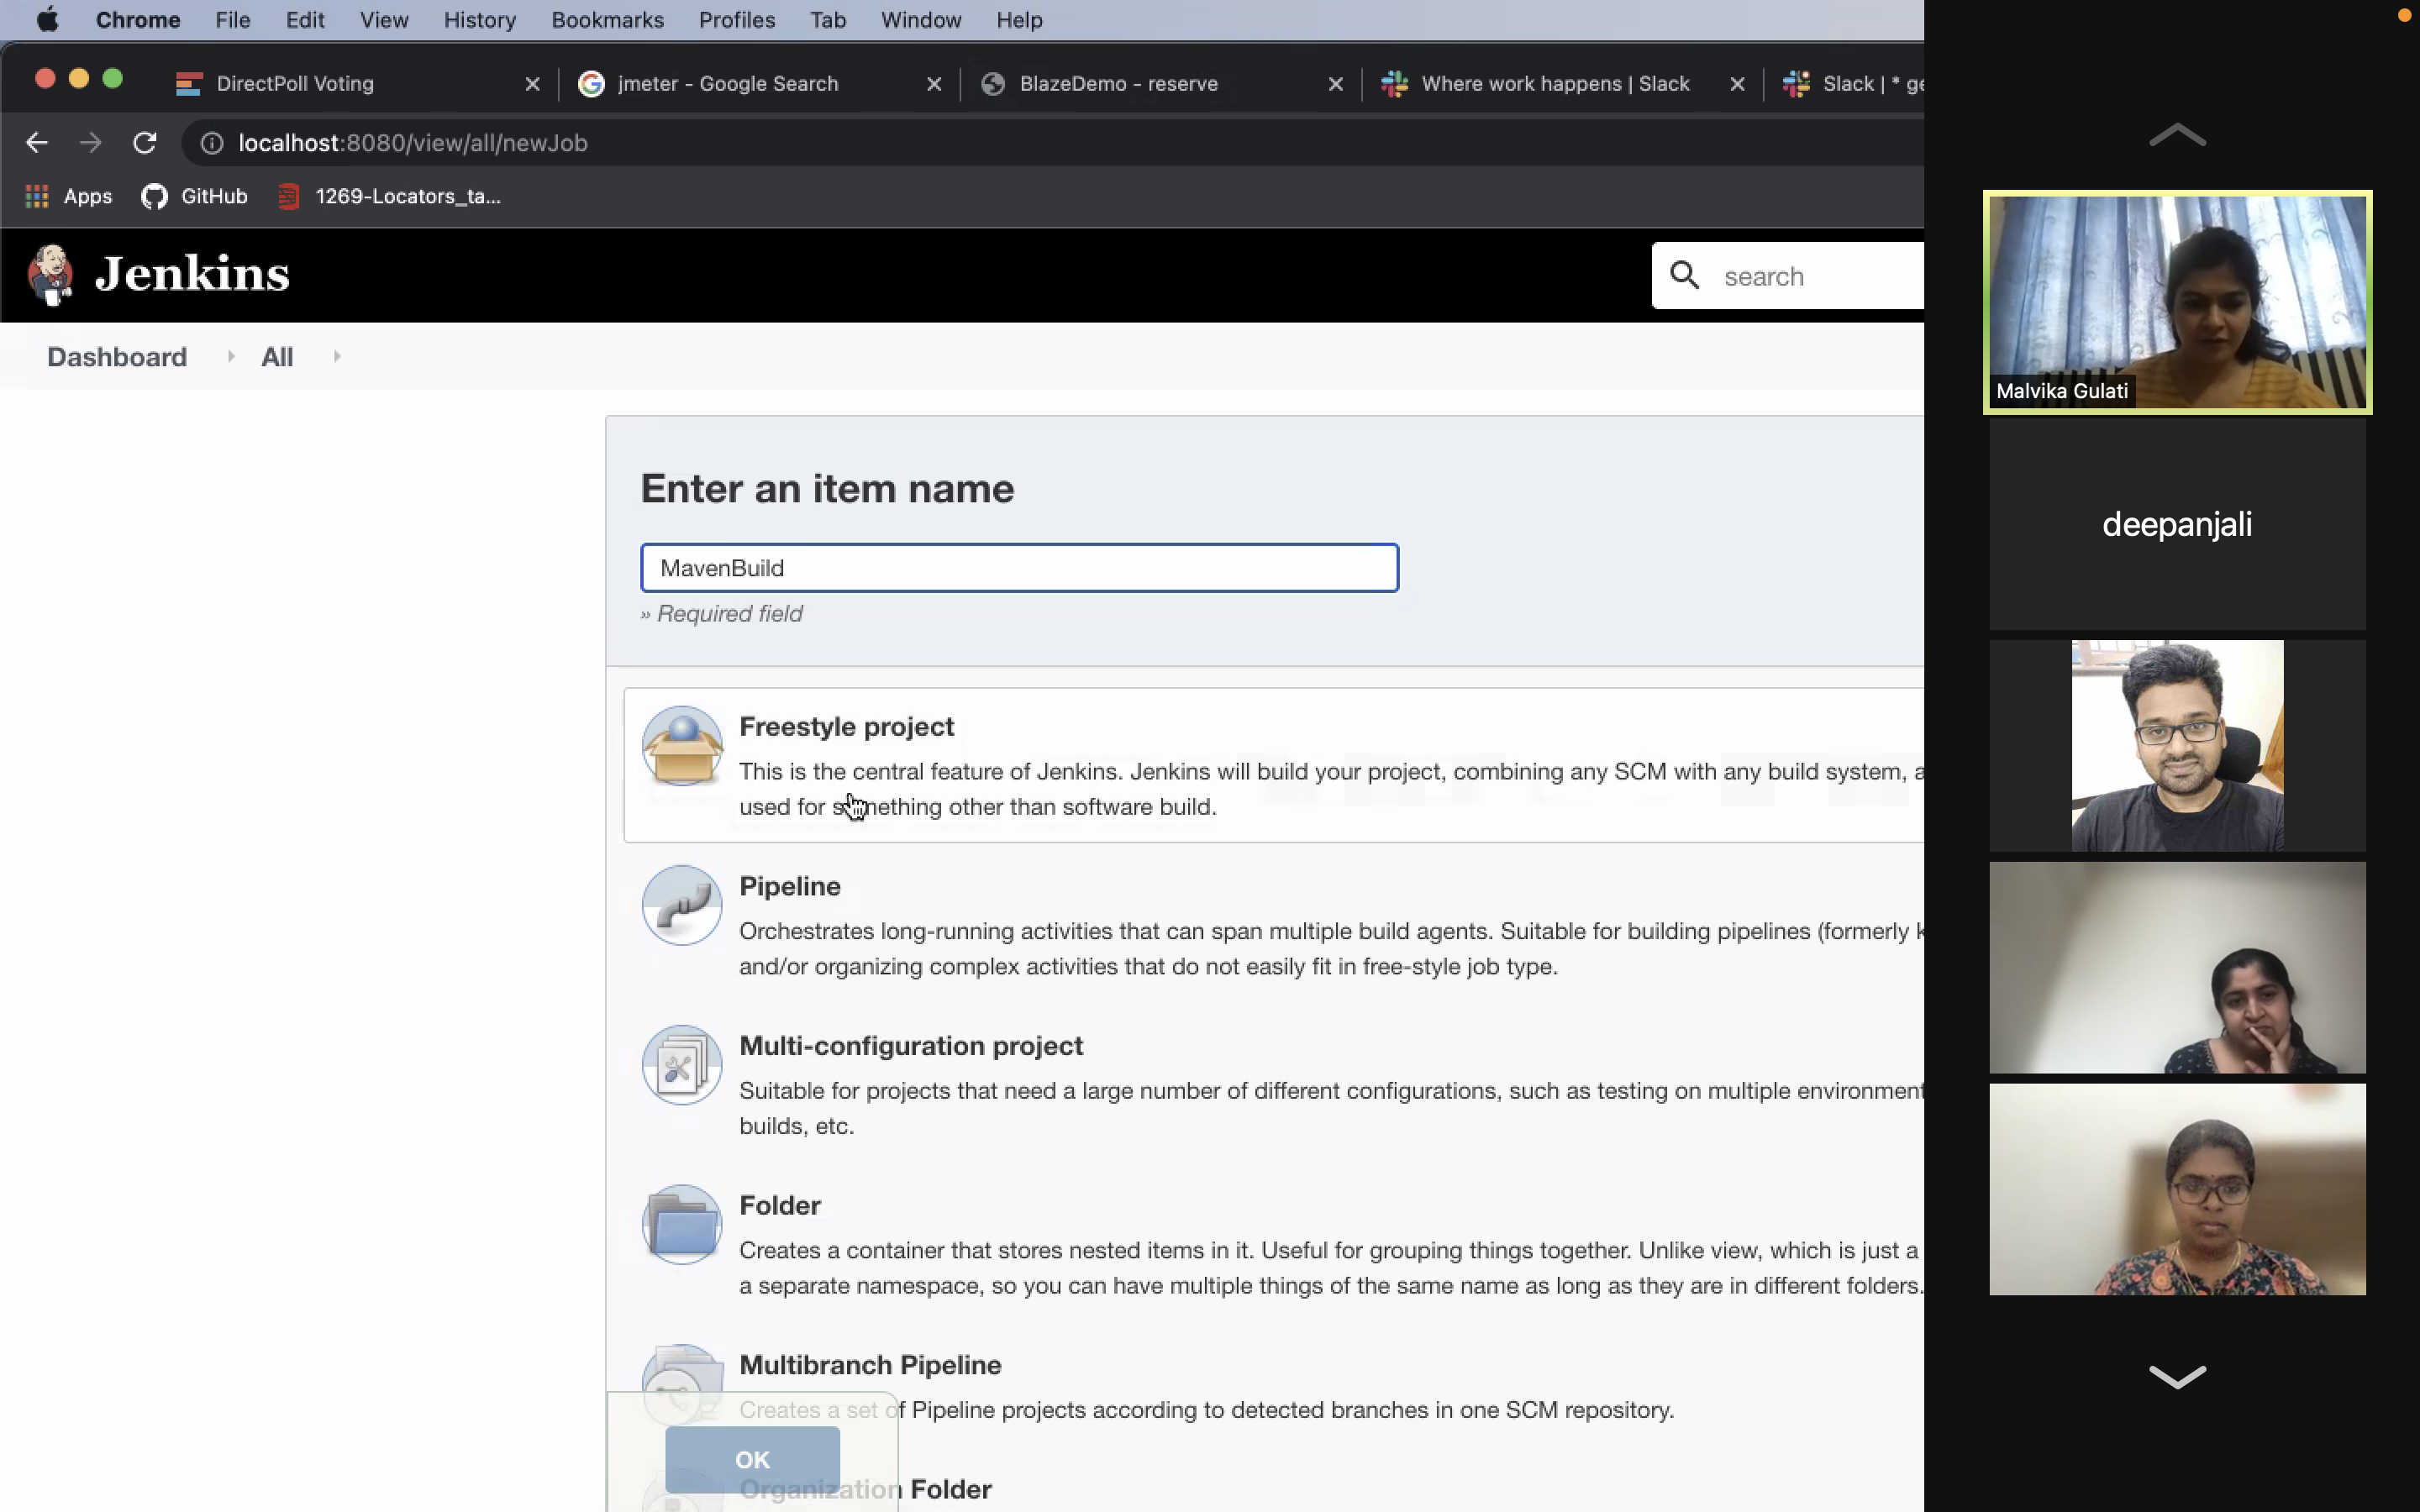 Chrome File Edit View History Bookmarks Profiles Tab Window Help
DirectPoll Voting
jmeter - Google Search
BlazeDemo - reserve
Where work happens | Slack
Slack | * ge
localhost:8080/view/all/newJob
Apps
GitHub
1269-Locators_ta...
Jenkins
search
Dashboard
All
Enter an item name
MavenBuild
» Required field
Freestyle project
This is the central feature of Jenkins. Jenkins will build your project, combining any SCM with any build system, a
used for something other than software build.
Pipeline
Orchestrates long-running activities that can span multiple build agents. Suitable for building pipelines (formerly k
and/or organizing complex activities that do not easily fit in free-style job type.
Multi-configuration project
Suitable for projects that need a large number of different configurations, such as testing on multiple environment
builds, etc.
Folder
Creates a container that stores nested items in it. Useful for grouping things together. Unlike view, which is just a
a separate namespace, so you can have multiple things of the same name as long as they are in different folders.
Multibranch Pipeline
Creates a set of Pipeline projects according to detected branches in one SCM repository.
OK
Organization Folder
Malvika Gulati
deepanjali